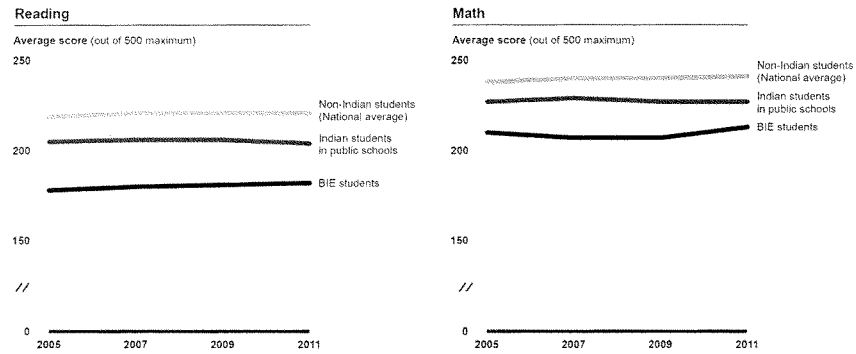 Reading
Average score (out of 500 maximum)
250
Non-Indian students
(National average)
Indian students
in public schools
200
BIE students
150
0
2005 2007 2009 2011
Math
Average score (out of 500 maximum)
250
Non-Indian students
(National average)
Indian students
in public schools
BIE students
200
150
0
2005 2007 2009 2011